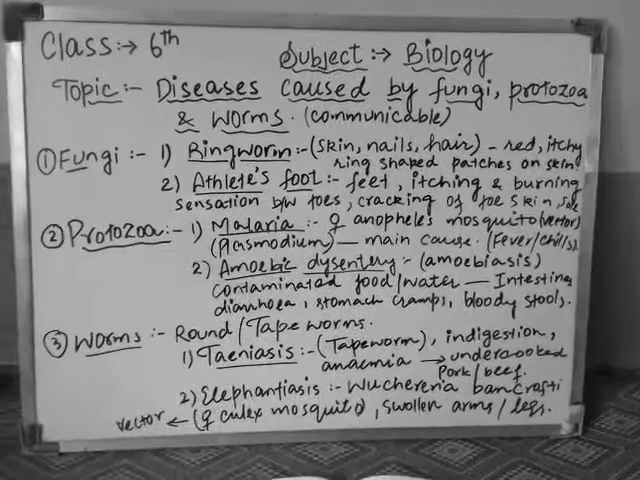 Class:→ 6th
Subject:→ Biology
Topic:- Diseases caused by fungi, protozoa
& worms. (communicable)
① Fungi:- 1) Ringworm:-(skin, nails, hair) - red, itchy
ring shaped patches on skin.
2) Athlete's foot:- feet, itching & burning
sensation b/w toes, cracking of toe skin, sole
② Protozoa:- 1) Malaria:- ♀ anopheles mosquito (vector)
(Plasmodium) — main cause. (Fever/chills)
2) Amoebic dysentery:- (amoebiasis)
contaminated food/water — Intestines
diarrhoea, stomach cramps, bloody stools.
③ Worms:- Round/Tapeworms.
1) Taeniasis:-(Tapeworm), indigestion,
anaemia → undercooked
Pork/beef.
2) Elephantiasis:- Wuchereria bancrofti
vector ← (♀ culex mosquito), swollen arms/legs.